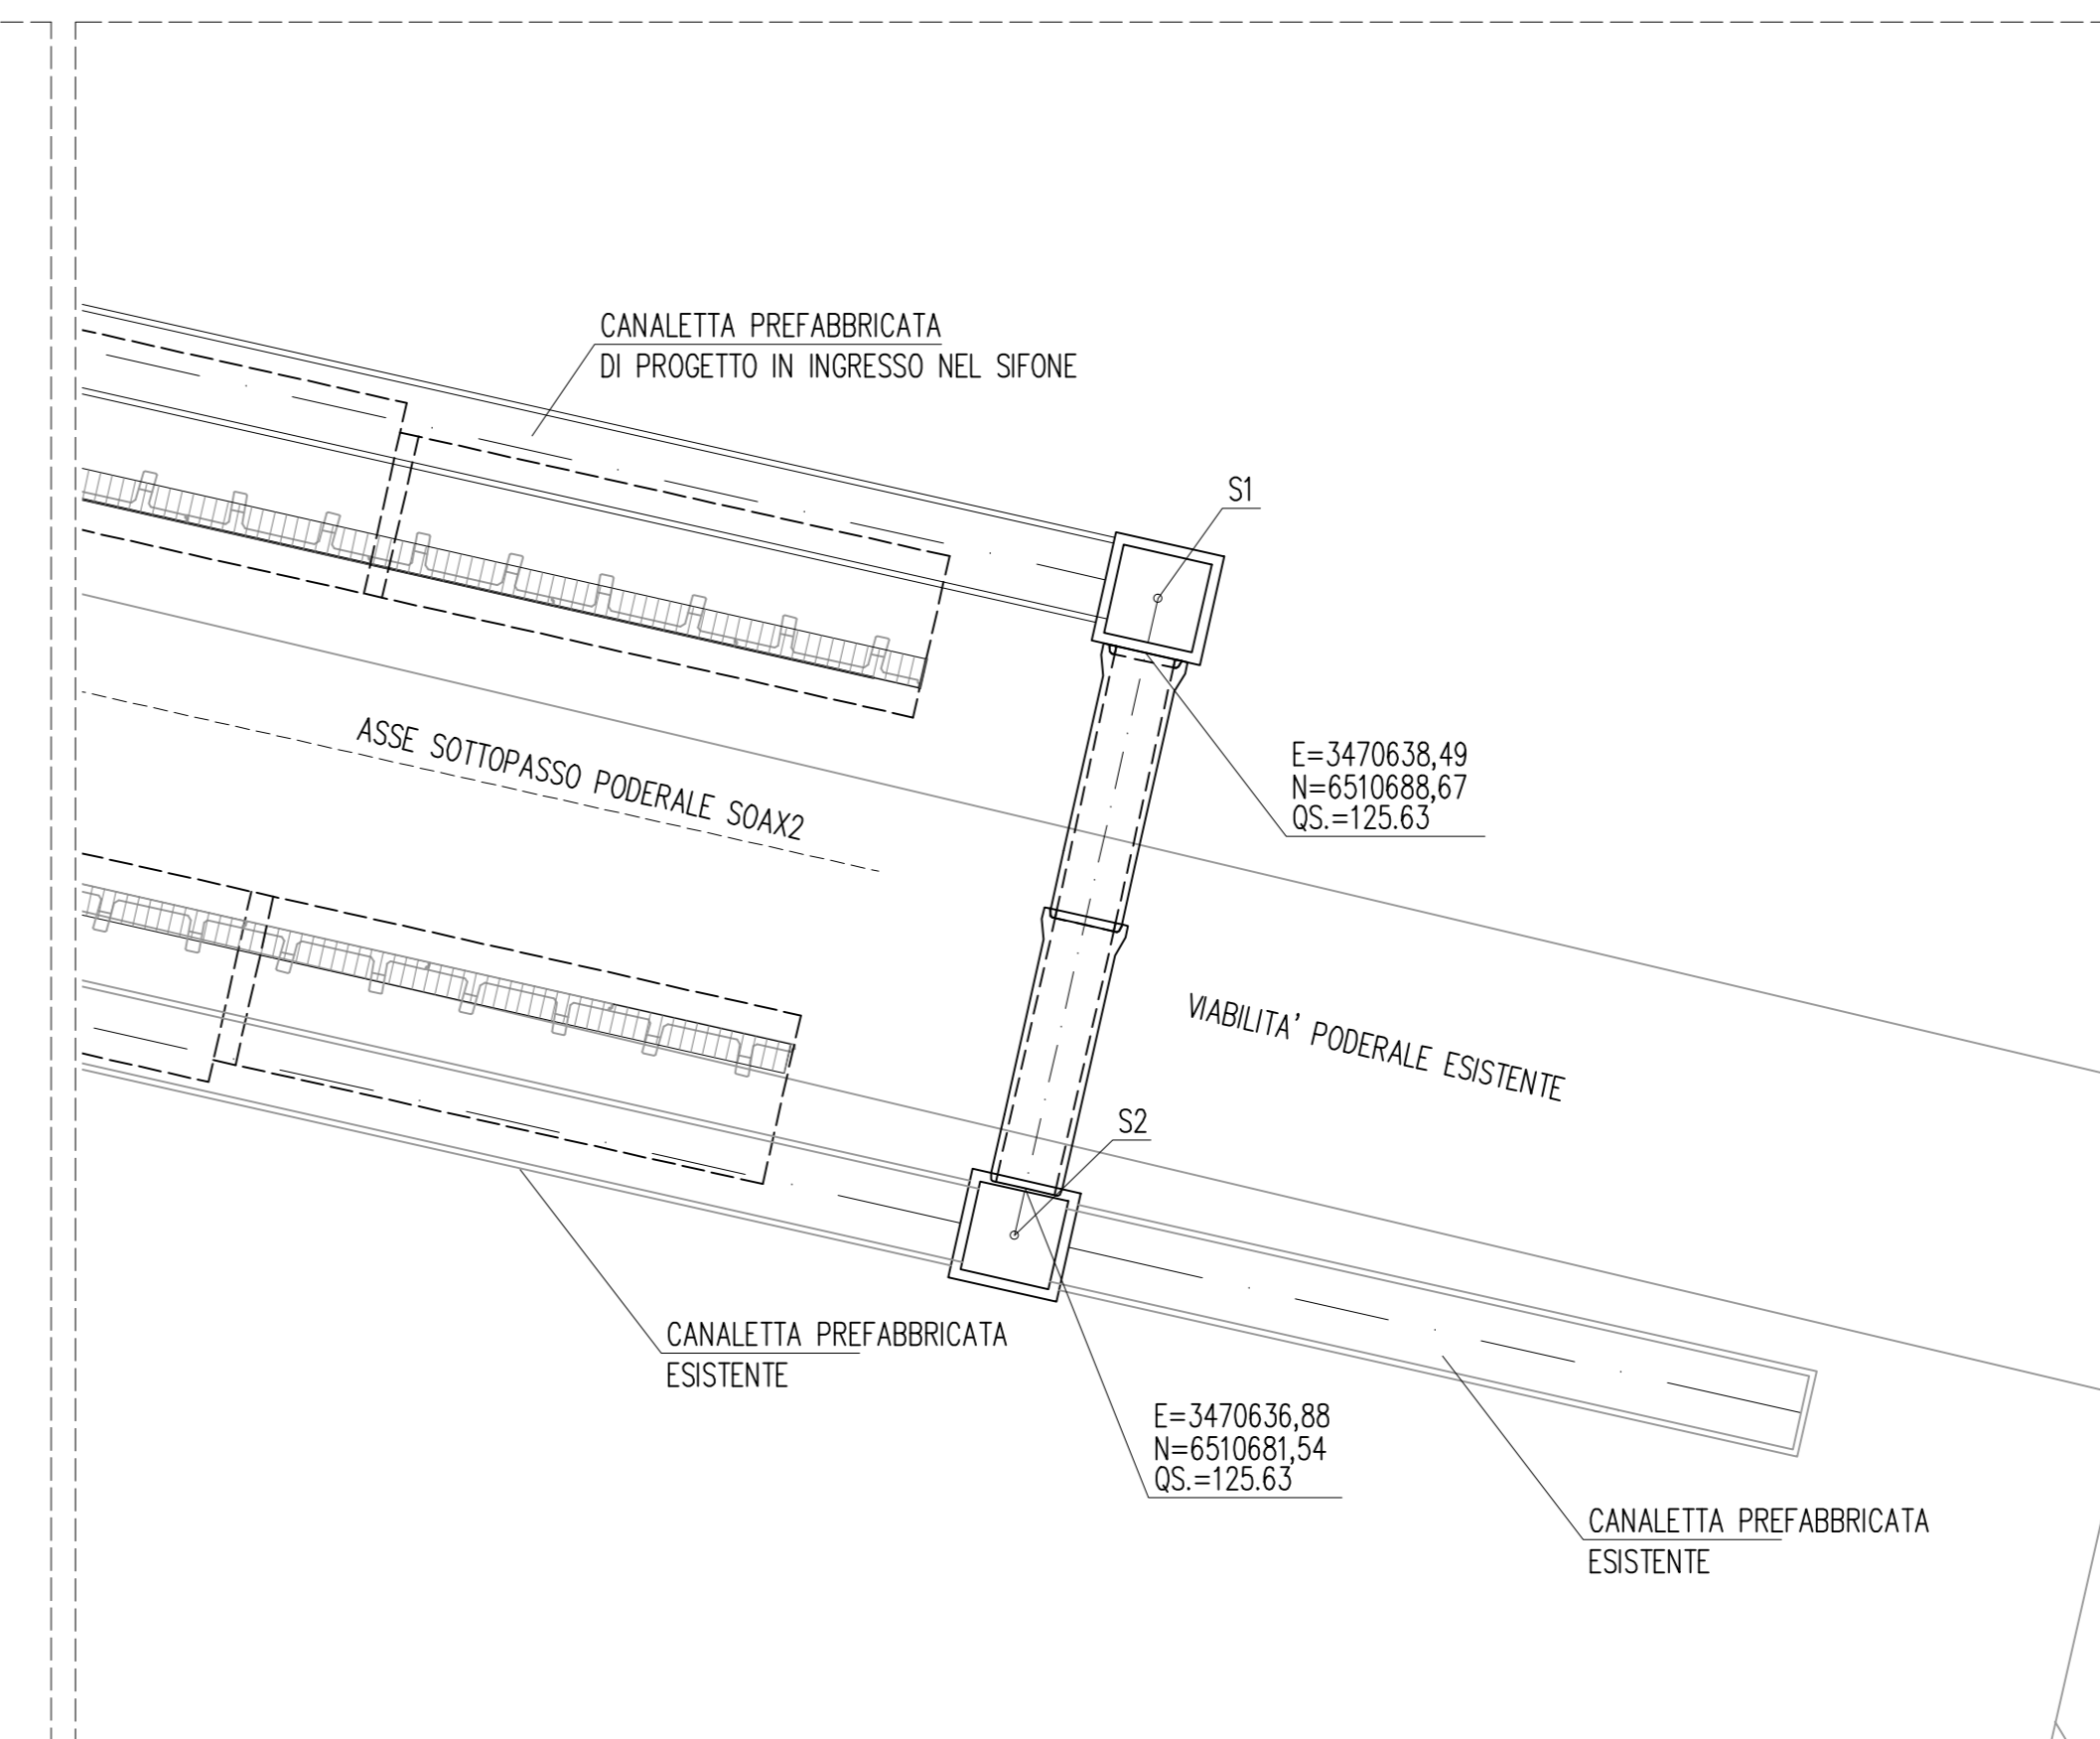 CANALETTA PREFABBRICATA
DI PROGETTO IN INGRESSO NEL SIFONE
S1
E=3470638,49
N=6510688,67
QS.=125.63
ASSE SOTTOPASSO PODERALE SOAX2
VIABILITA' PODERALE ESISTENTE
S2
CANALETTA PREFABBRICATA
ESISTENTE
E=3470636,88
N=6510681,54
QS.=125.63
CANALETTA PREFABBRICATA
ESISTENTE